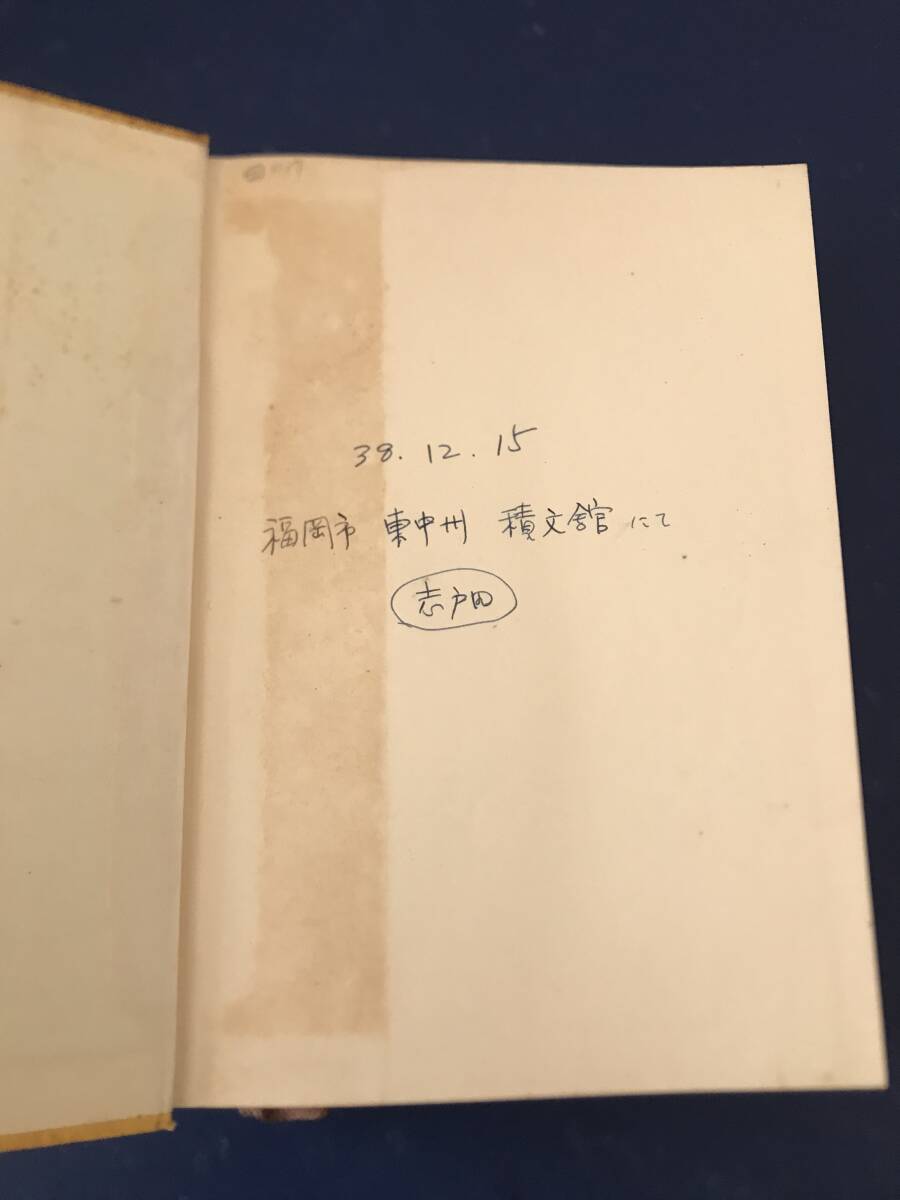 38.12.15
福岡市 東中州 積文館にて
志戸田